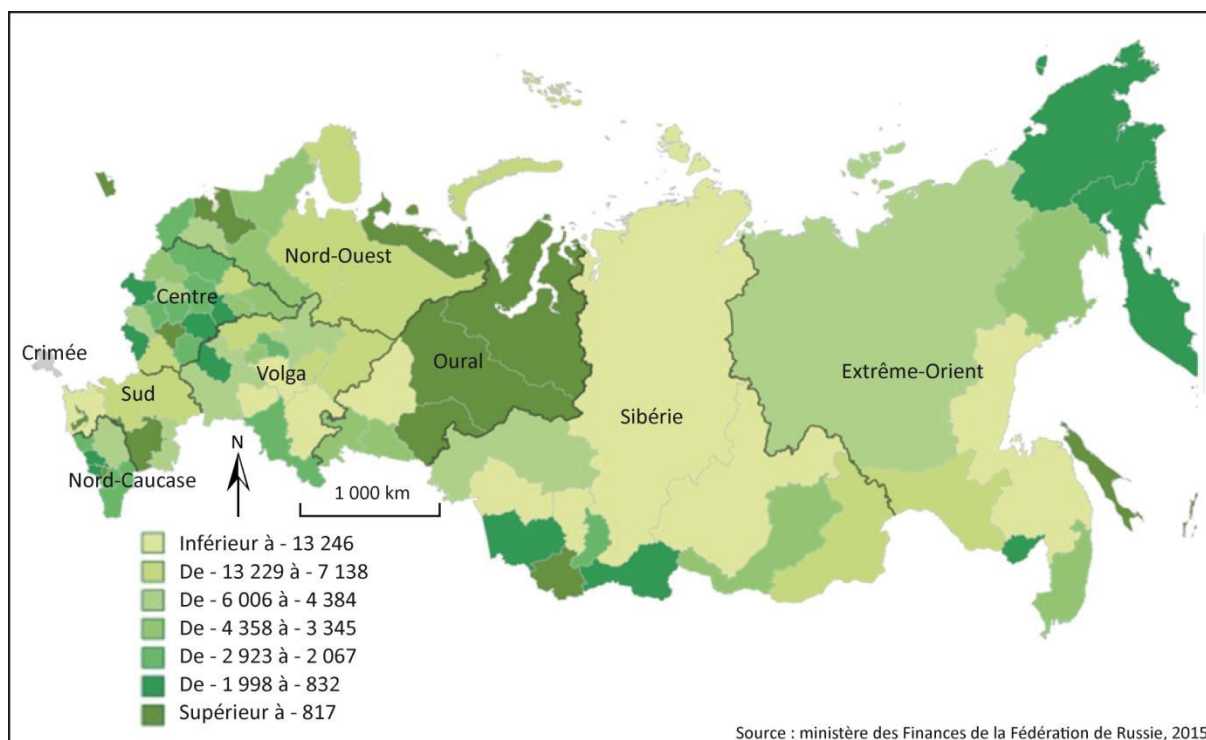 Nord-Ouest
Centre
Crimée
Oural
Extrême-Orient
Volga
Sud
Sibérie
N
Nord-Caucase
1 000 km
Inférieur à - 13 246
De - 13 229 à - 7 138
De - 6 006 à - 4 384
De - 4 358 à - 3 345
De - 2 923 à - 2 067
De - 1 998 à - 832
Supérieur à - 817
Source : ministère des Finances de la Fédération de Russie, 2015